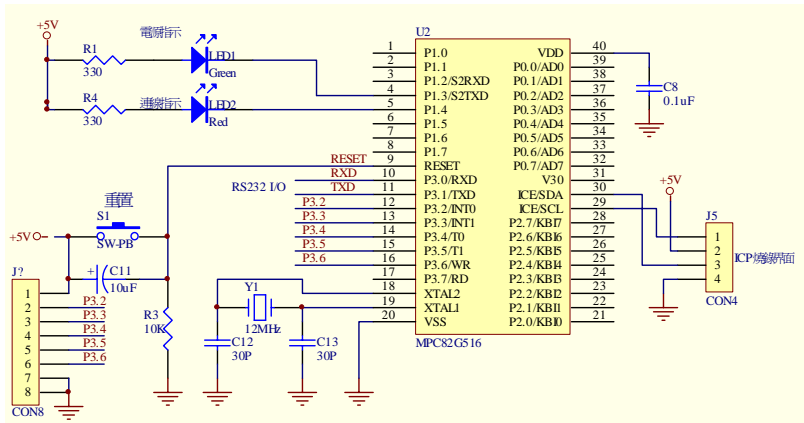 +5V
R1
330
電源指示
LED1
Green
R4
330
連線指示
LED2
Red
U2
1 P1.0 VDD 40
2 P1.1 P0.0/AD0 39
3 P1.2/S2RXD P0.1/AD1 38
4 P1.3/S2TXD P0.2/AD2 37
5 P1.4 P0.3/AD3 36
6 P1.5 P0.4/AD4 35
7 P1.6 P0.5/AD5 34
8 P1.7 P0.6/AD6 33
RESET 9 RESET P0.7/AD7 32
RXD 10 P3.0/RXD V30 31
TXD 11 P3.1/TXD ICE/SDA 30
P3.2 12 P3.2/INT0 ICE/SCL 29
P3.3 13 P3.3/INT1 P2.7/KBI7 28
P3.4 14 P3.4/T0 P2.6/KBI6 27
P3.5 15 P3.5/T1 P2.5/KBI5 26
P3.6 16 P3.6/WR P2.4/KBI4 25
17 P3.7/RD P2.3/KBI3 24
18 XTAL2 P2.2/KBI2 23
19 XTAL1 P2.1/KBI1 22
20 VSS P2.0/KBI0 21
MPC82G516
RS232 I/O
C8
0.1uF
+5V
J5
1
2
3
4
CON4
ICP燒錄界面
重置
S1
SW-PB
+5V
+
C11
10uF
R3
10K
J?
1
2 P3.2
3 P3.3
4 P3.4
5 P3.5
6 P3.6
7
8
CON8
Y1
12MHz
C12
30P
C13
30P